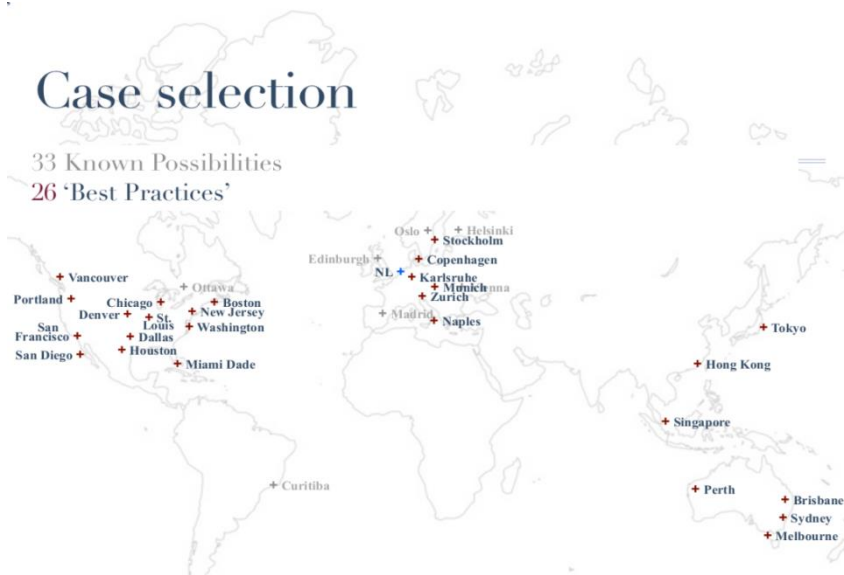 Case selection
33 Known Possibilities
26 ‘Best Practices’
Oslo
Helsinki
Stockholm
Edinburgh
Copenhagen
NL
Karlsruhe
Vancouver
Ottawa
Munich
Zurich
Portland
Chicago
Boston
Denver
St.
Louis
New Jersey
Madrid
Naples
Washington
San
Francisco
Dallas
Tokyo
San Diego
Houston
Miami Dade
Hong Kong
Singapore
Curitiba
Perth
Brisbane
Sydney
Melbourne